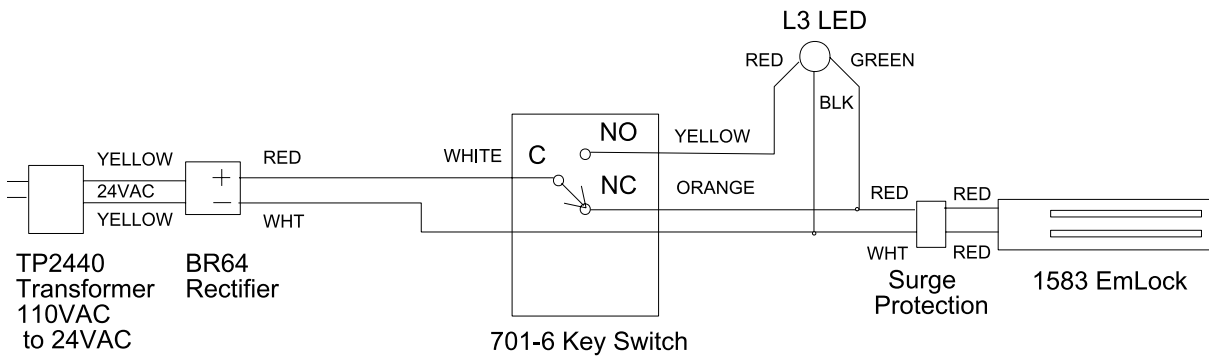 L3 LED
RED
GREEN
BLK
NO
YELLOW
YELLOW
RED
WHITE
C
+
24VAC
NC
ORANGE
RED
RED
–
YELLOW
WHT
WHT
RED
TP2440
Transformer
110VAC
to 24VAC
BR64
Rectifier
701-6 Key Switch
Surge
Protection
1583 EmLock